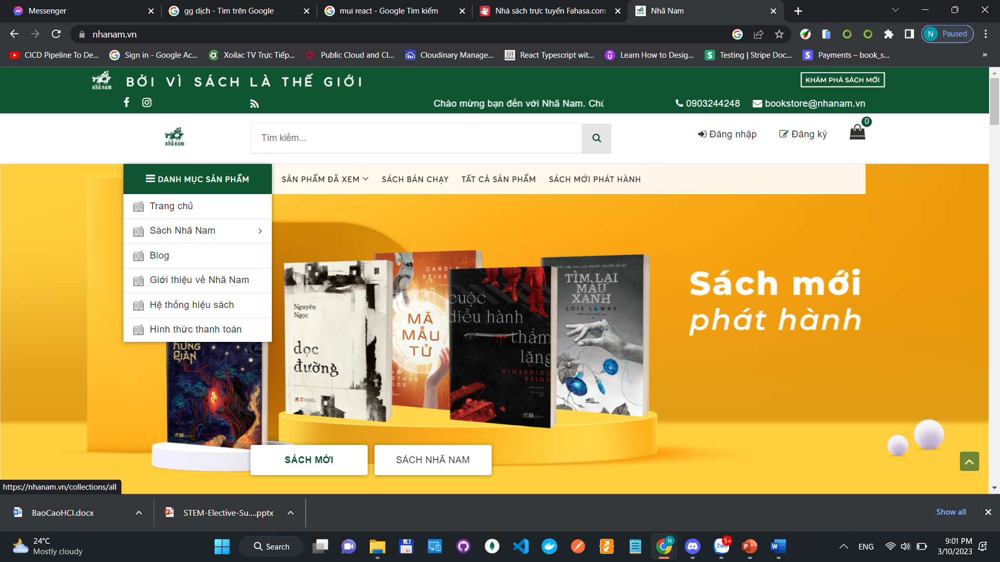 Messenger
gg dịch - Tìm trên Google
mui react - Google Tìm kiếm
Nhà sách trực tuyến Fahasa.com
Nhã Nam
nhanam.vn
N Paused
CICD Pipeline To De...
Sign in - Google Ac...
Xoilac TV Trực Tiếp...
Public Cloud and Cl...
Cloudinary Manage...
React Typescript wit...
Learn How to Desig...
Testing | Stripe Doc...
Payments – book_s...
»
nhã nam
BỞI VÌ SÁCH LÀ THẾ GIỚI
KHÁM PHÁ SÁCH MỚI
Chào mừng bạn đến với Nhã Nam. Chú
0903244248
bookstore@nhanam.vn
nhã nam
Tìm kiếm...
Đăng nhập
Đăng ký
0
DANH MỤC SẢN PHẨM
SẢN PHẨM ĐÃ XEM
SÁCH BÁN CHẠY
TẤT CẢ SẢN PHẨM
SÁCH MỚI PHÁT HÀNH
Trang chủ
Sách Nhã Nam
Blog
Giới thiệu về Nhã Nam
Hệ thống hiệu sách
Hình thức thanh toán
HƯNG
GIẢN
Nguyên
Ngọc
dọc
đường
CAROLE
STIVE
MÃ
MẪU
TỬ
HE
OTHER
ODE
cuộc
diễu hành
thầm
lặng
HIGASHINO
KEIGO
TÌM LẠI
MÀU
XANH
LOIS LOWRY
Sách mới
phát hành
SÁCH MỚI
SÁCH NHÃ NAM
https://nhanam.vn/collections/all
BaoCaoHCI.docx
STEM-Elective-Su....pptx
Show all
24°C
Mostly cloudy
Search
64
N
Zalo
5+
P
W
ENG
9:01 PM
3/10/2023